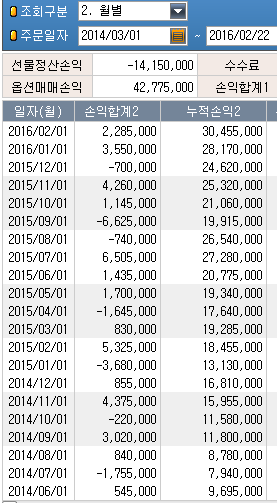 조회구분 2. 월별
주문일자 2014/03/01 ~ 2016/02/22
선물정산손익 -14,150,000 수수료
옵션매매손익 42,775,000 손익합계1
일자(월) 손익합계2 누적손익2
2016/02/01 2,285,000 30,455,000
2016/01/01 3,550,000 28,170,000
2015/12/01 -700,000 24,620,000
2015/11/01 4,260,000 25,320,000
2015/10/01 1,145,000 21,060,000
2015/09/01 -6,625,000 19,915,000
2015/08/01 -740,000 26,540,000
2015/07/01 6,505,000 27,280,000
2015/06/01 1,435,000 20,775,000
2015/05/01 1,700,000 19,340,000
2015/04/01 -1,645,000 17,640,000
2015/03/01 830,000 19,285,000
2015/02/01 5,325,000 18,455,000
2015/01/01 -3,680,000 13,130,000
2014/12/01 855,000 16,810,000
2014/11/01 4,375,000 15,955,000
2014/10/01 -220,000 11,580,000
2014/09/01 3,020,000 11,800,000
2014/08/01 840,000 8,780,000
2014/07/01 -1,755,000 7,940,000
2014/06/01 545,000 9,695,000